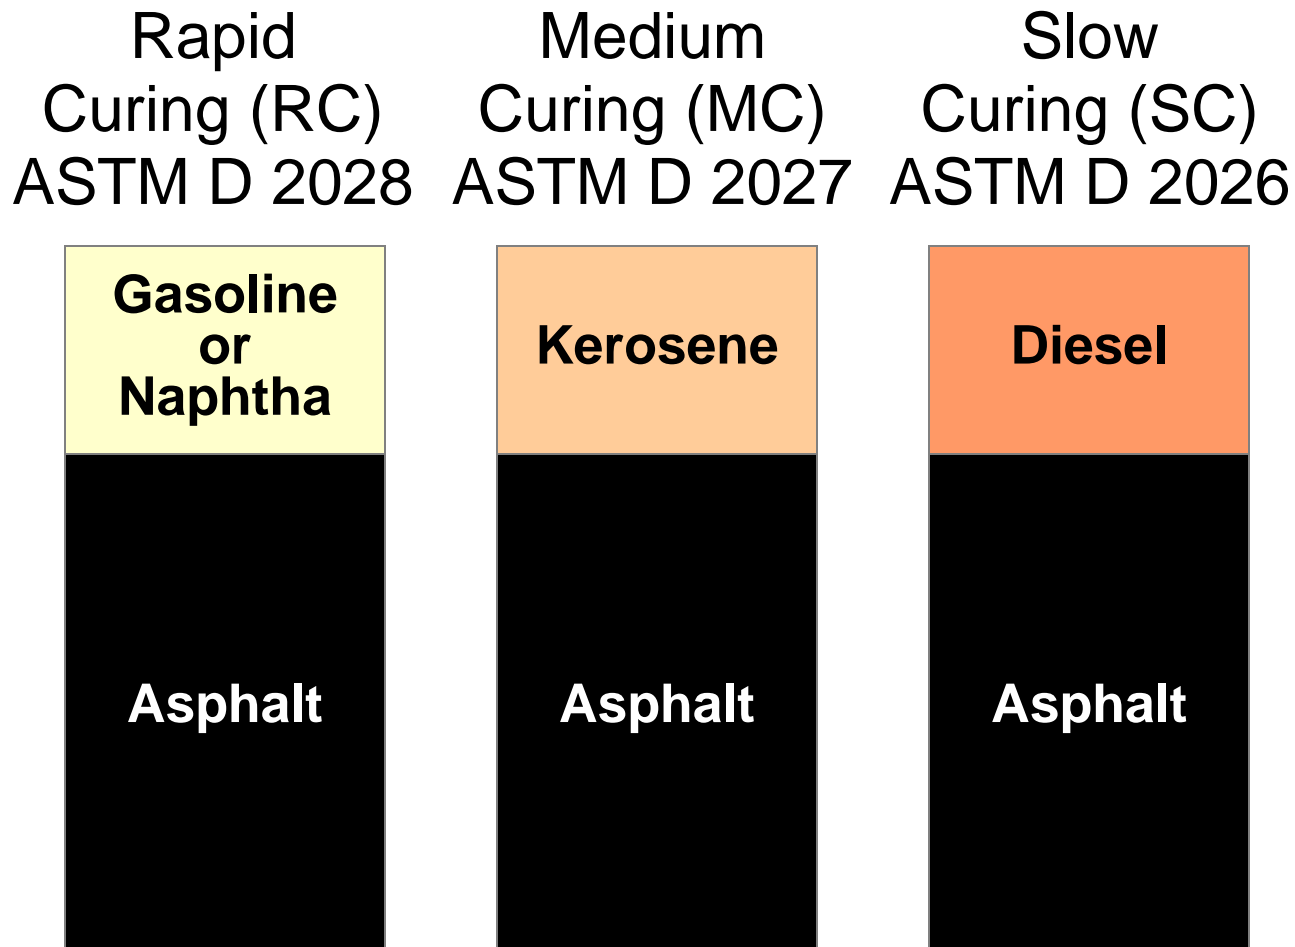 Rapid
Curing (RC)
ASTM D 2028
Medium
Curing (MC)
ASTM D 2027
Slow
Curing (SC)
ASTM D 2026
Gasoline
or
Naphtha
Kerosene
Diesel
Asphalt
Asphalt
Asphalt